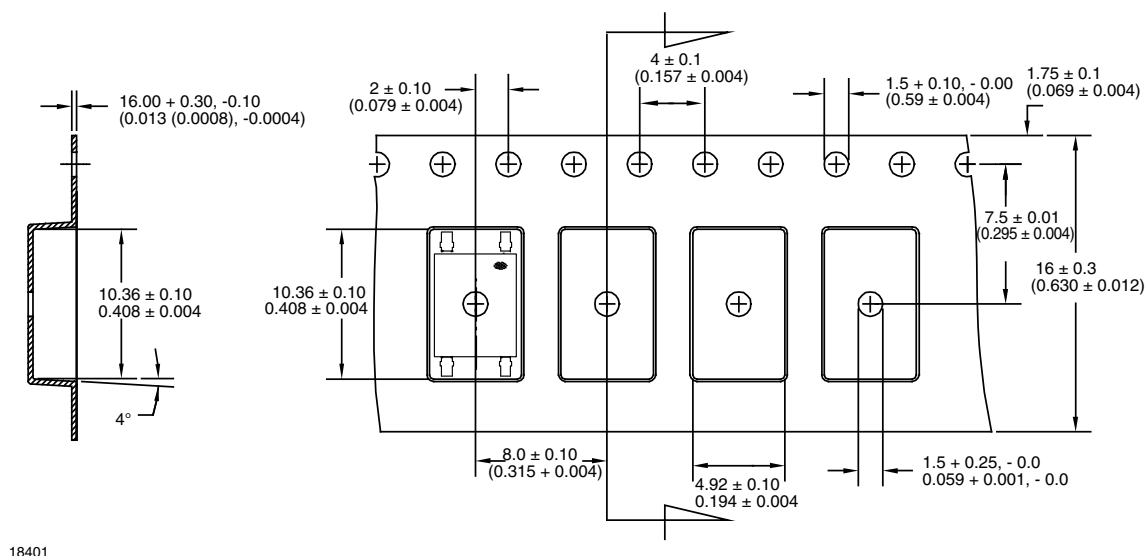 4 ± 0.1
(0.157 ± 0.004)
2 ± 0.10
(0.079 ± 0.004)
1.5 + 0.10, - 0.00
(0.59 ± 0.004)
1.75 ± 0.1
(0.069 ± 0.004)
16.00 + 0.30, -0.10
(0.013 (0.0008), -0.0004)
7.5 ± 0.01
(0.295 ± 0.004)
16 ± 0.3
(0.630 ± 0.012)
10.36 ± 0.10
0.408 ± 0.004
10.36 ± 0.10
0.408 ± 0.004
4°
8.0 ± 0.10
(0.315 + 0.004)
4.92 ± 0.10
0.194 ± 0.004
1.5 + 0.25, - 0.0
0.059 + 0.001, - 0.0
18401